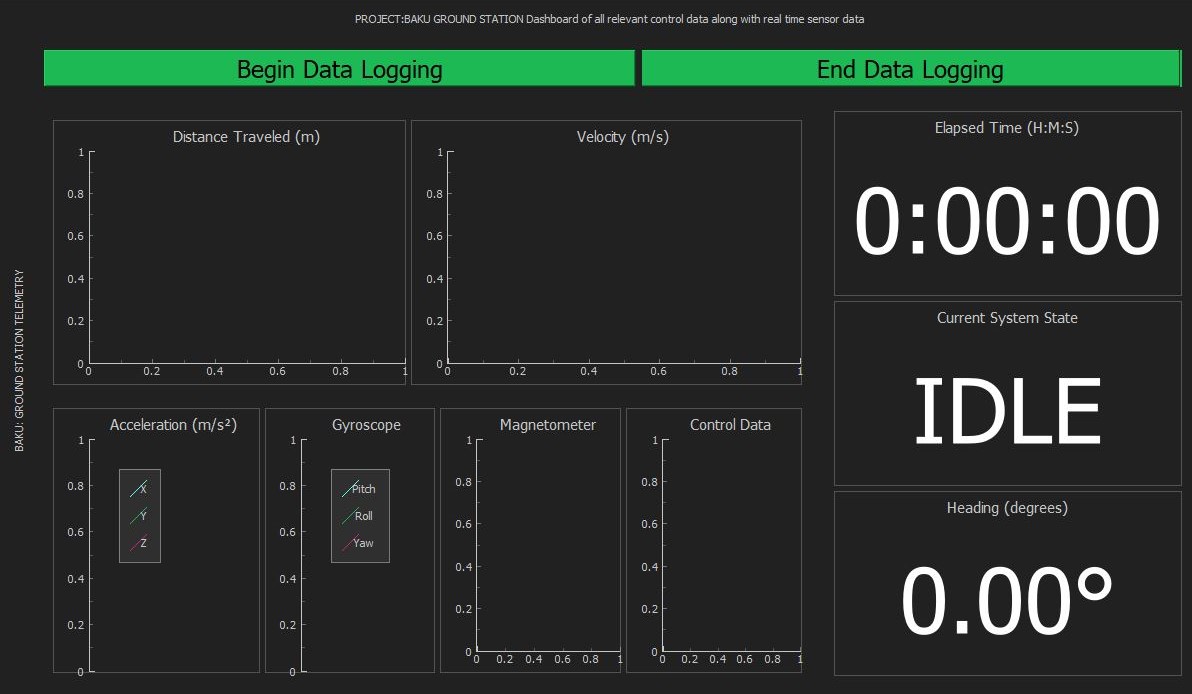 PROJECT:BAKU GROUND STATION Dashboard of all relevant control data along with real time sensor data
Begin Data Logging
End Data Logging
BAKU: GROUND STATION TELEMETRY
Distance Traveled (m)
1
0.8
0.6
0.4
0.2
0
0 0.2 0.4 0.6 0.8 1
Velocity (m/s)
1
0.8
0.6
0.4
0.2
0
0 0.2 0.4 0.6 0.8 1
Elapsed Time (H:M:S)
0:00:00
Current System State
IDLE
Heading (degrees)
0.00°
Acceleration (m/s²)
1
0.8
0.6
0.4
0.2
0
X
Y
Z
Gyroscope
1
0.8
0.6
0.4
0.2
0
Pitch
Roll
Yaw
Magnetometer
1
0.8
0.6
0.4
0.2
0
0 0.2 0.4 0.6 0.8 1
Control Data
1
0.8
0.6
0.4
0.2
0
0 0.2 0.4 0.6 0.8 1